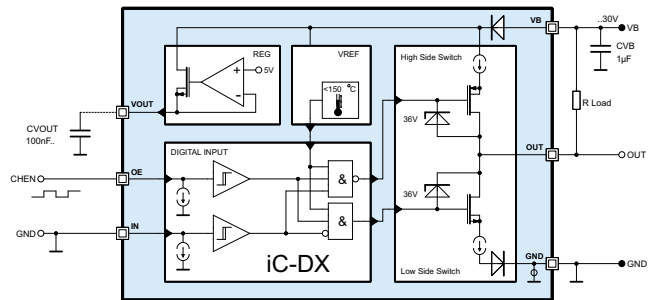 REG
5V
VREF
<150 °C
High Side Switch
36V
VB
..30V
VB
CVB
1µF
R Load
VOUT
CVOUT
100nF..
DIGITAL INPUT
OE
CHEN
&
&
36V
OUT
OUT
IN
GND
iC-DX
Low Side Switch
GND
GND